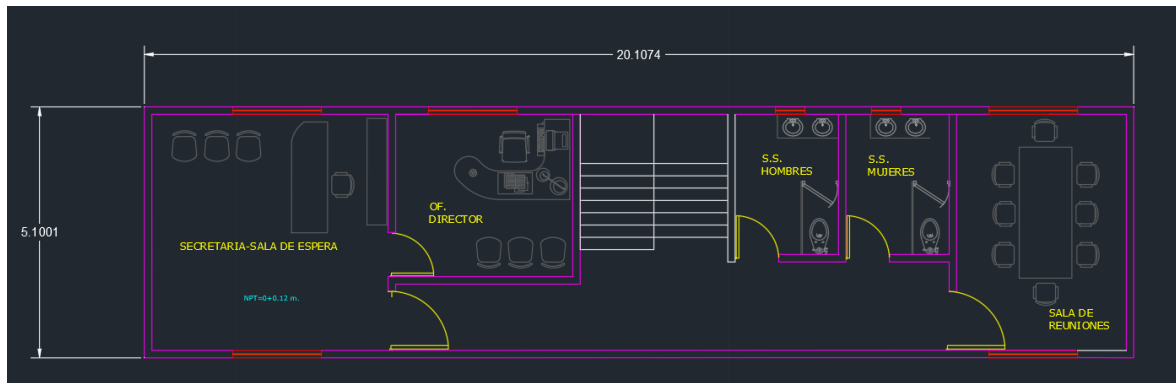 20.1074
5.1001
SECRETARIA-SALA DE ESPERA
NPT=0+0.12 m.
OF.
DIRECTOR
S.S.
HOMBRES
S.S.
MUJERES
SALA DE
REUNIONES